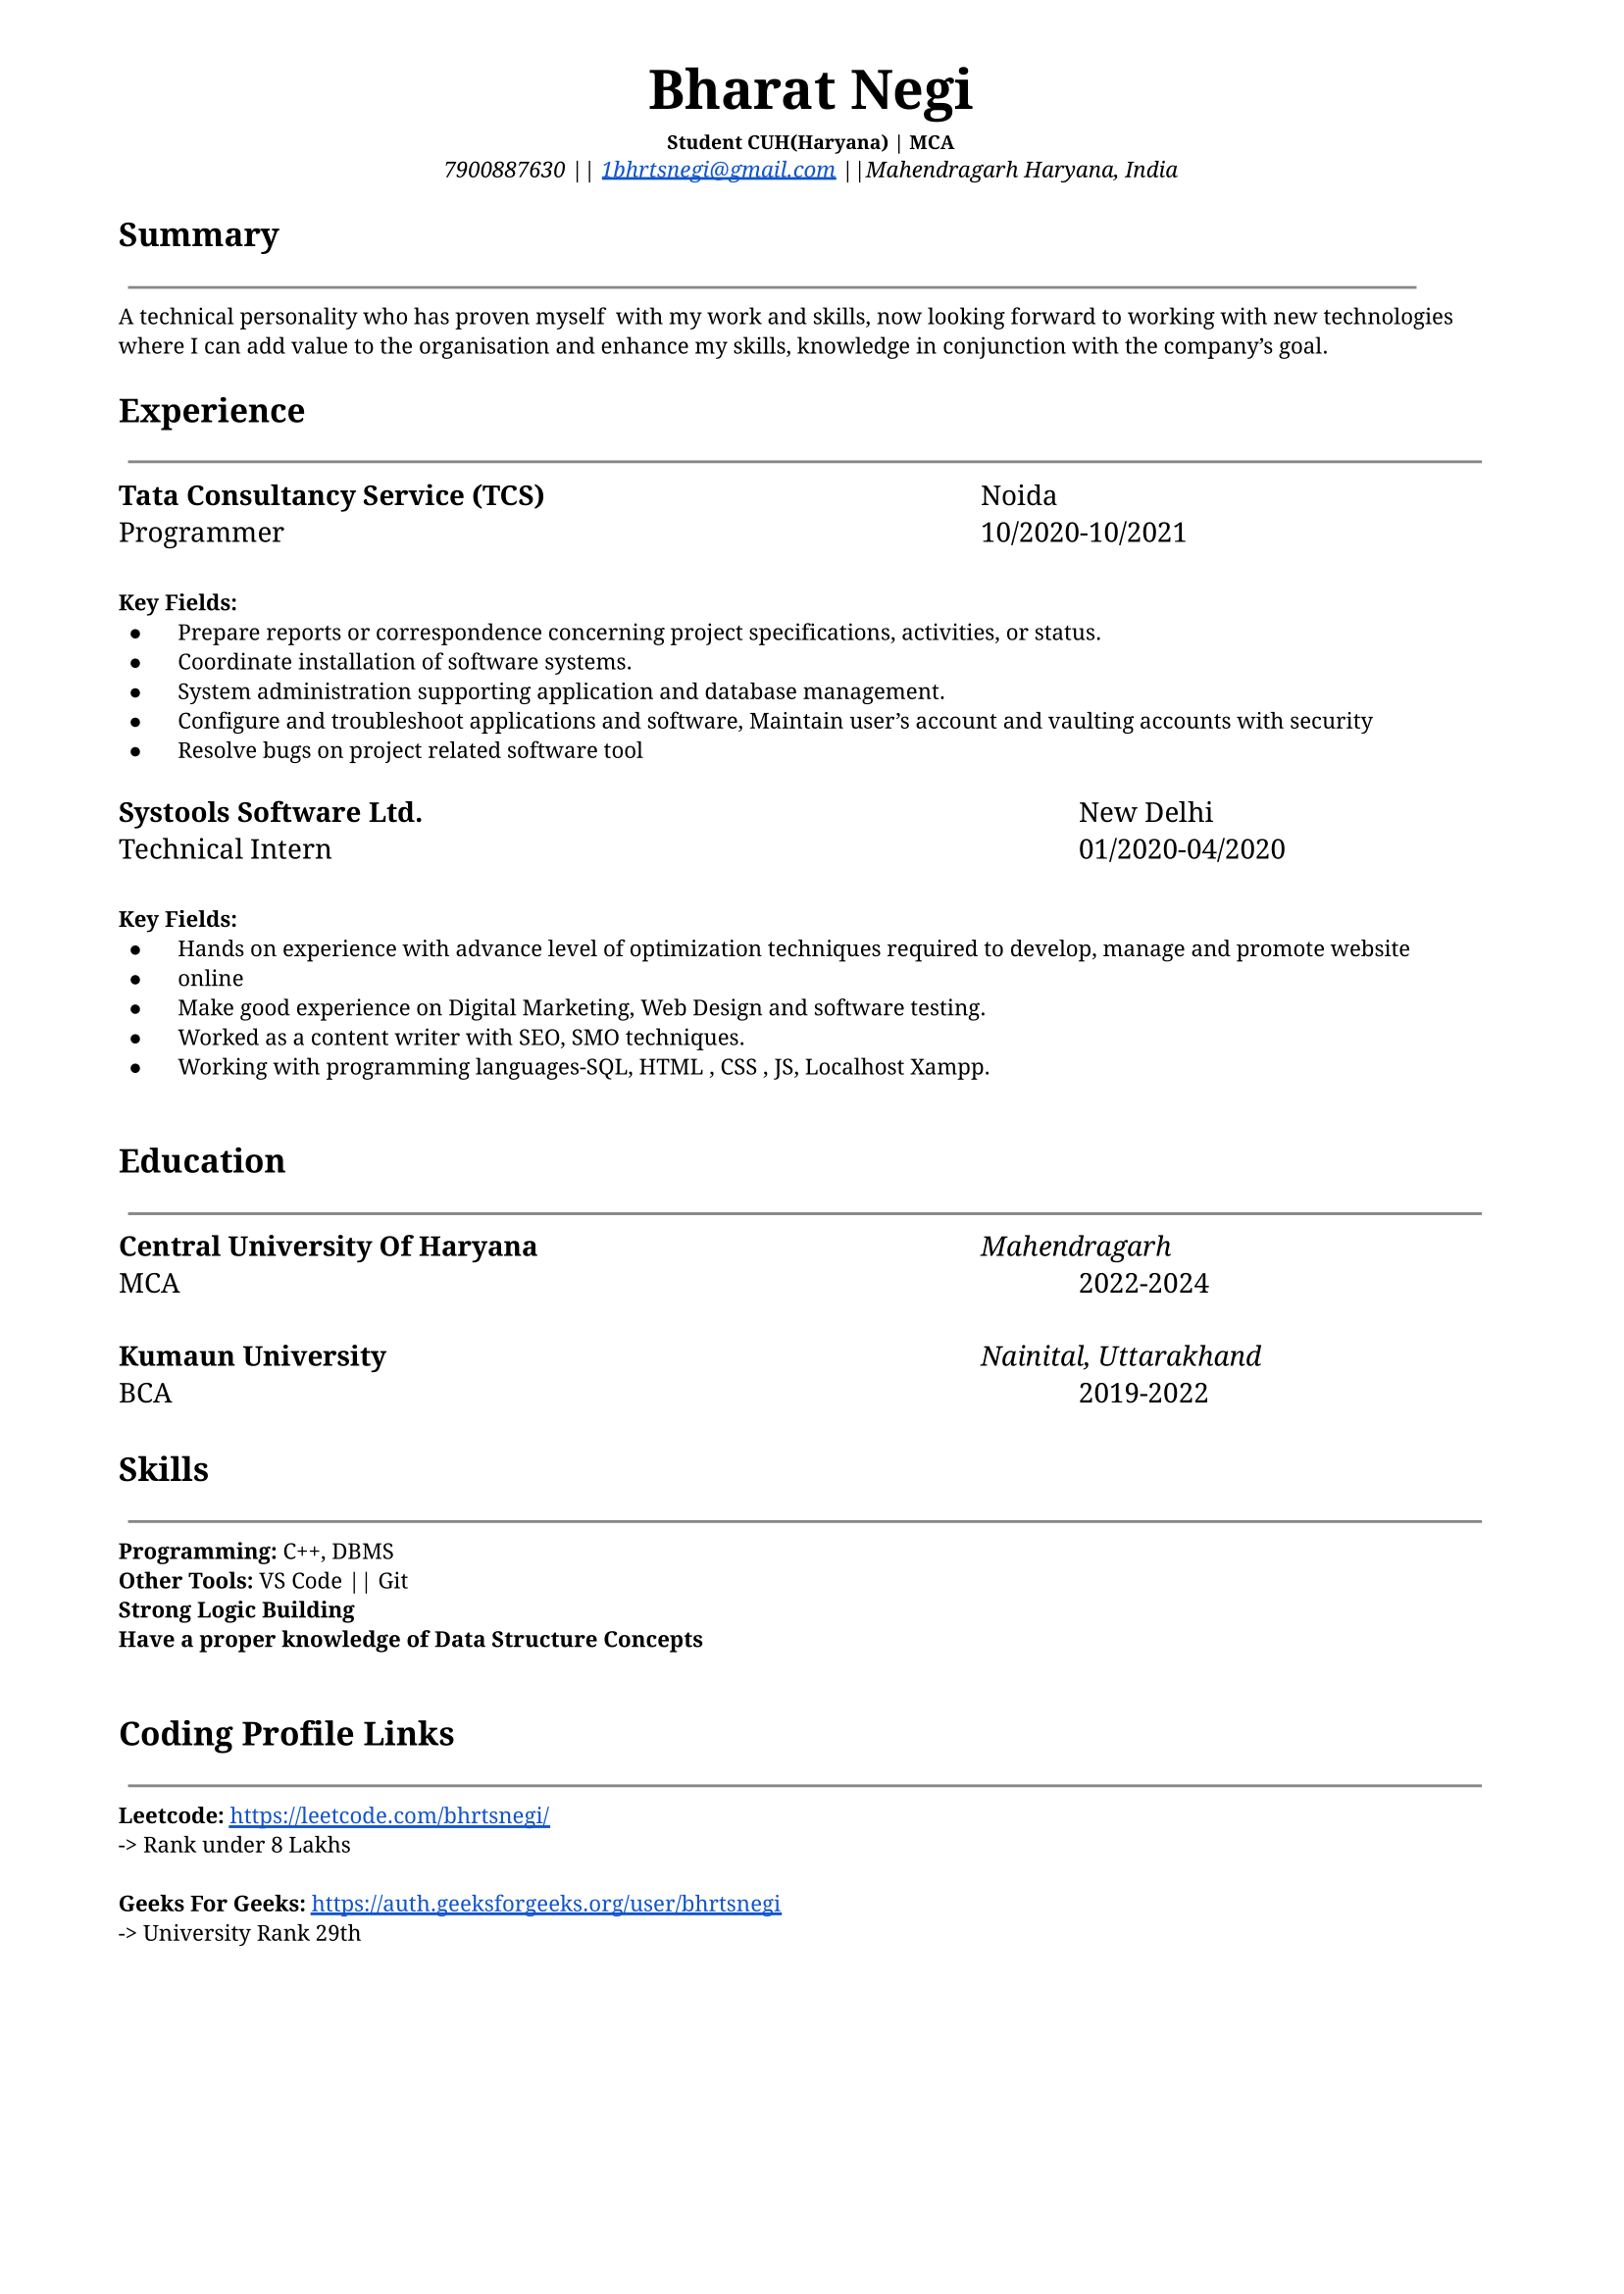 Bharat Negi
Student CUH(Haryana) | MCA
7900887630 || 1bhrtsnegi@gmail.com ||Mahendragarh Haryana, India
Summary
A technical personality who has proven myself  with my work and skills, now looking forward to working with new technologies
where I can add value to the organisation and enhance my skills, knowledge in conjunction with the company’s goal.
Experience
Tata Consultancy Service (TCS) Noida
Programmer 10/2020-10/2021
Key Fields:
● Prepare reports or correspondence concerning project specifications, activities, or status.
● Coordinate installation of software systems.
● System administration supporting application and database management.
● Configure and troubleshoot applications and software, Maintain user’s account and vaulting accounts with security
● Resolve bugs on project related software tool
Systools Software Ltd. New Delhi
Technical Intern 01/2020-04/2020
Key Fields:
● Hands on experience with advance level of optimization techniques required to develop, manage and promote website
● online
● Make good experience on Digital Marketing, Web Design and software testing.
● Worked as a content writer with SEO, SMO techniques.
● Working with programming languages-SQL, HTML , CSS , JS, Localhost Xampp.
Education
Central University Of Haryana Mahendragarh
MCA 2022-2024
Kumaun University Nainital, Uttarakhand
BCA 2019-2022
Skills
Programming: C++, DBMS
Other Tools: VS Code || Git
Strong Logic Building
Have a proper knowledge of Data Structure Concepts
Coding Profile Links
Leetcode: https://leetcode.com/bhrtsnegi/
-> Rank under 8 Lakhs
Geeks For Geeks: https://auth.geeksforgeeks.org/user/bhrtsnegi
-> University Rank 29th